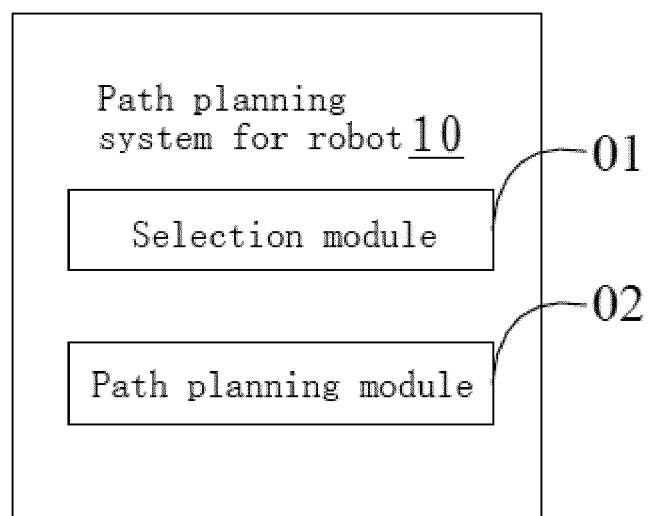 Path planning
system for robot 10
Selection module
01
Path planning module
02